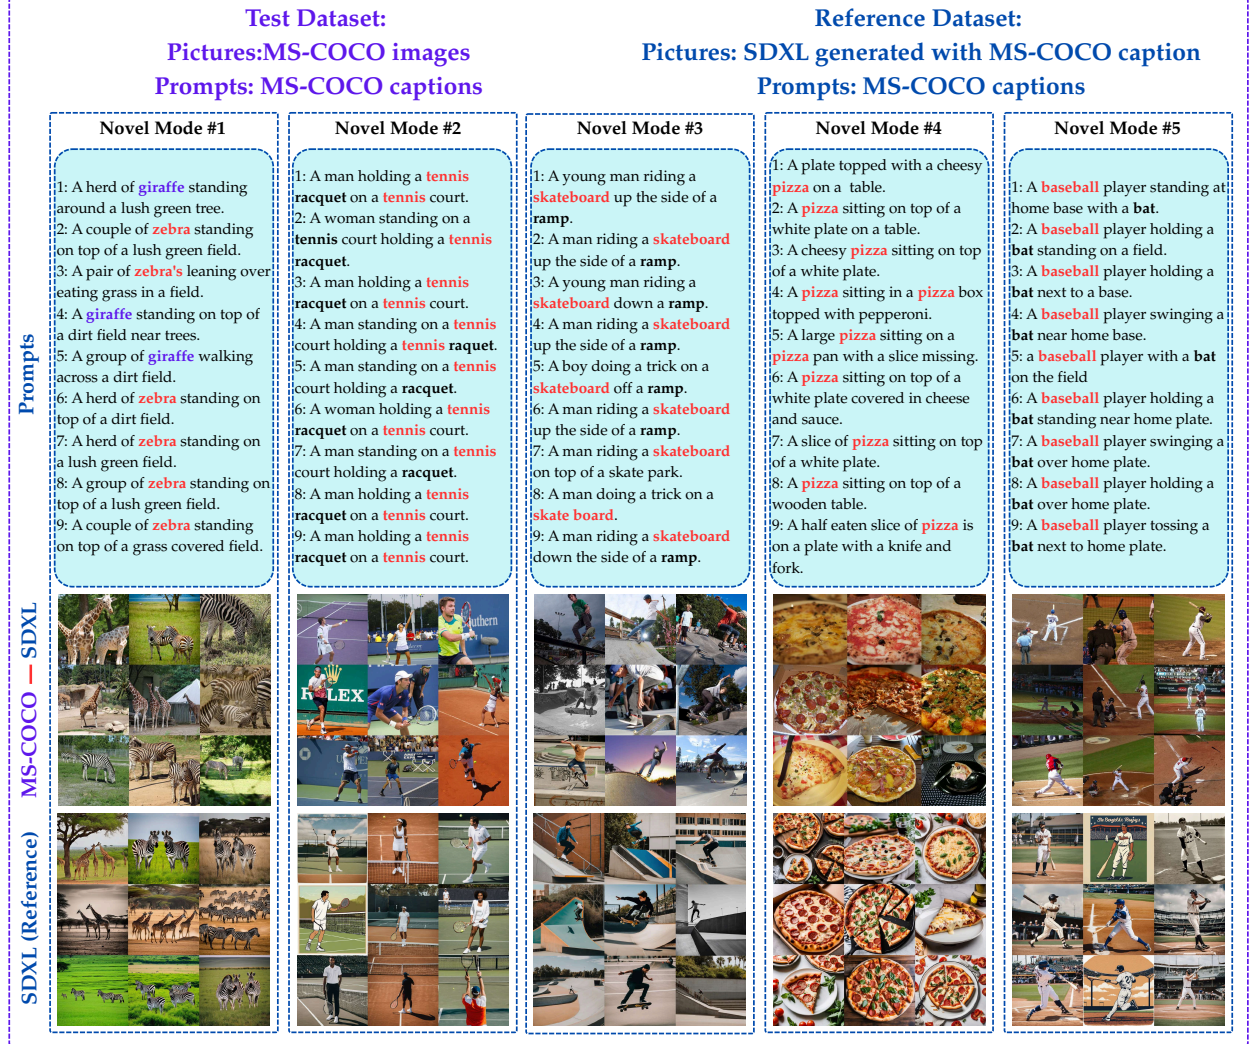 Test Dataset:
Pictures:MS-COCO images
Prompts: MS-COCO captions
Reference Dataset:
Pictures: SDXL generated with MS-COCO caption
Prompts: MS-COCO captions
Novel Mode #1
Novel Mode #2
Novel Mode #3
Novel Mode #4
Novel Mode #5
Prompts
1: A herd of giraffe standing
around a lush green tree.
2: A couple of zebra standing
on top of a lush green field.
3: A pair of zebra's leaning over
eating grass in a field.
4: A giraffe standing on top of
a dirt field near trees.
5: A group of giraffe walking
across a dirt field.
6: A herd of zebra standing on
top of a dirt field.
7: A herd of zebra standing on
a lush green field.
8: A group of zebra standing on
top of a lush green field.
9: A couple of zebra standing
on top of a grass covered field.
1: A man holding a tennis
racquet on a tennis court.
2: A woman standing on a
tennis court holding a tennis
racquet.
3: A man holding a tennis
racquet on a tennis court.
4: A man standing on a tennis
court holding a tennis raquet.
5: A man standing on a tennis
court holding a racquet.
6: A woman holding a tennis
racquet on a tennis court.
7: A man standing on a tennis
court holding a racquet.
8: A man holding a tennis
racquet on a tennis court.
9: A man holding a tennis
racquet on a tennis court.
1: A young man riding a
skateboard up the side of a
ramp.
2: A man riding a skateboard
up the side of a ramp.
3: A young man riding a
skateboard down a ramp.
4: A man riding a skateboard
up the side of a ramp.
5: A boy doing a trick on a
skateboard off a ramp.
6: A man riding a skateboard
up the side of a ramp.
7: A man riding a skateboard
on top of a skate park.
8: A man doing a trick on a
skate board.
9: A man riding a skateboard
down the side of a ramp.
1: A plate topped with a cheesy
pizza on a table.
2: A pizza sitting on top of a
white plate on a table.
3: A cheesy pizza sitting on top
of a white plate.
4: A pizza sitting in a pizza box
topped with pepperoni.
5: A large pizza sitting on a
pizza pan with a slice missing.
6: A pizza sitting on top of a
white plate covered in cheese
and sauce.
7: A slice of pizza sitting on top
of a white plate.
8: A pizza sitting on top of a
wooden table.
9: A half eaten slice of pizza is
on a plate with a knife and
fork.
1: A baseball player standing at
home base with a bat.
2: A baseball player holding a
bat standing on a field.
3: A baseball player holding a
bat next to a base.
4: A baseball player swinging a
bat near home base.
5: a baseball player with a bat
on the field
6: A baseball player holding a
bat standing near home plate.
7: A baseball player swinging a
bat over home plate.
8: A baseball player holding a
bat over home plate.
9: A baseball player tossing a
bat next to home plate.
MS-COCO — SDXL
Southern
ROLEX
SDXL (Reference)